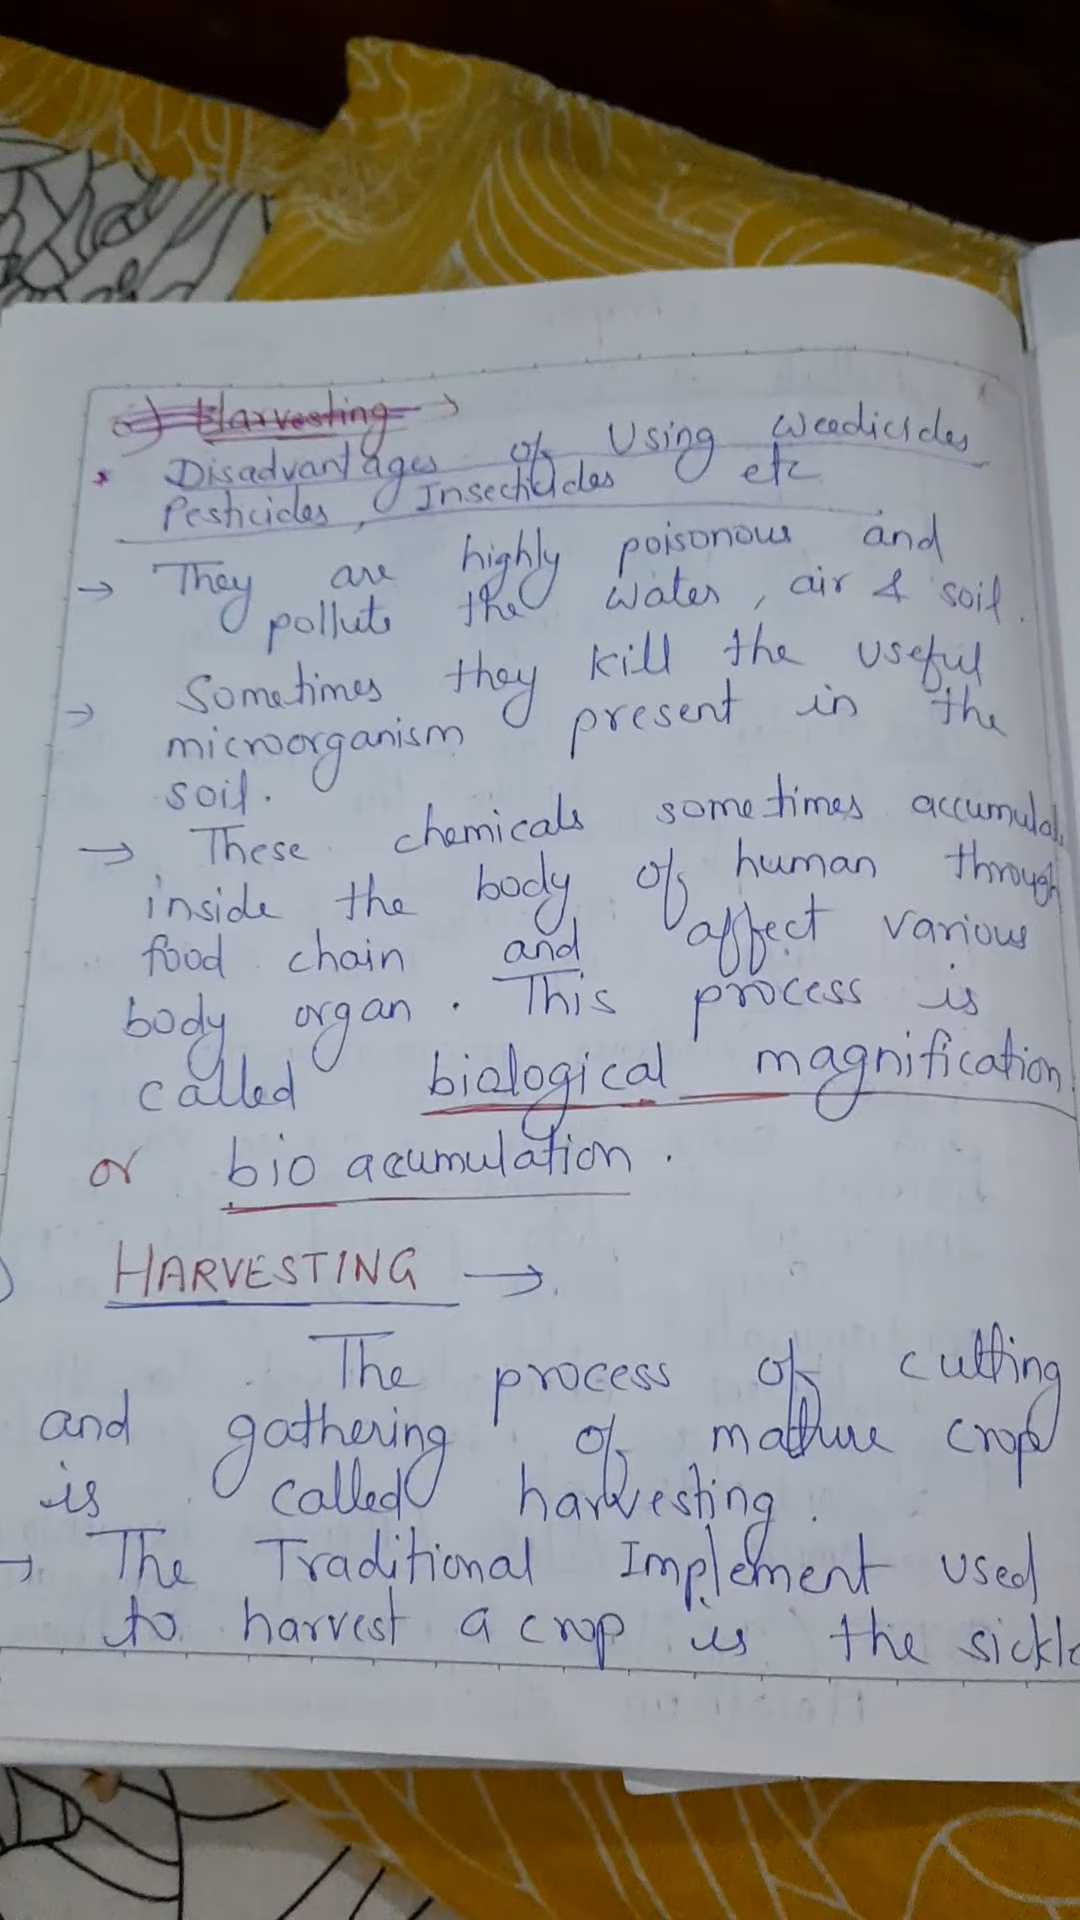 Harvesting →
* Disadvantages of Using Weedicides
Pesticides, Insecticides etc
→ They are highly poisonous and
pollute the water, air & soil.
→ Sometimes they kill the useful
microorganism present in the
soil.
→ These chemicals sometimes accumulat
inside the body of human through
food chain and affect various
body organ. This process is
called biological magnification
or bio acumulation.
HARVESTING →
The process of cutting
and gathering of mature crop
is called harvesting.
→ The Traditional Implement used
to harvest a crop is the sickle